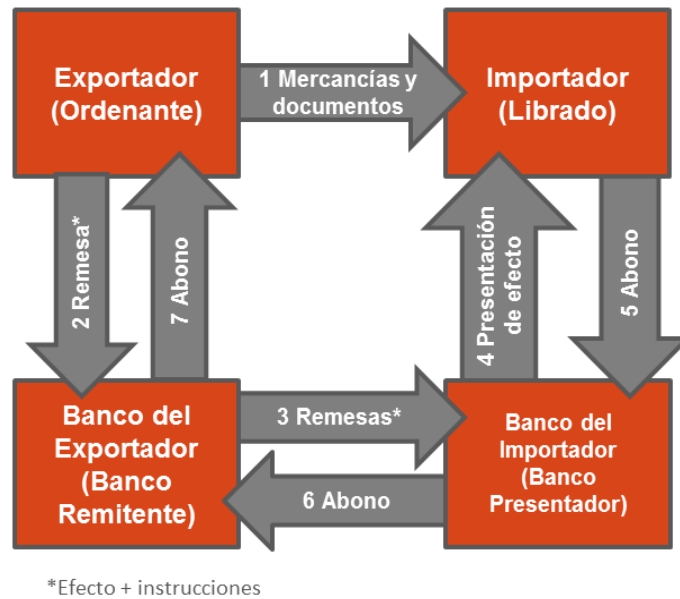 Exportador
(Ordenante)
1 Mercancías y
documentos
Importador
(Librado)
2 Remesa*
7 Abono
4 Presentación
de efecto
5 Abono
Banco del
Exportador
(Banco
Remitente)
3 Remesas*
6 Abono
Banco del
Importador
(Banco
Presentador)
*Efecto + instrucciones